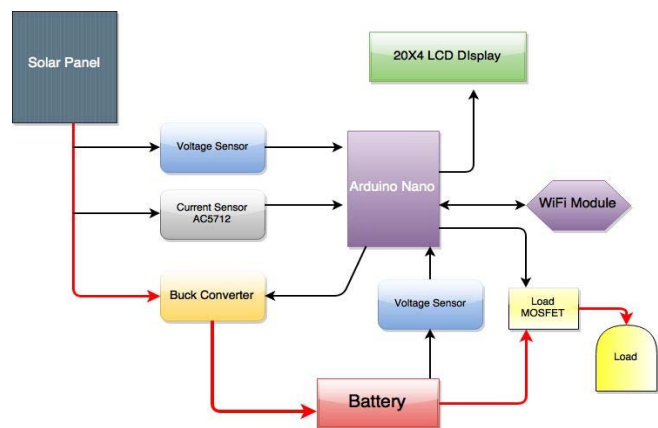 Solar Panel
20X4 LCD DIsplay
Voltage Sensor
Arduino Nano
Current Sensor
AC5712
WiFi Module
Buck Converter
Voltage Sensor
Load
MOSFET
Load
Battery